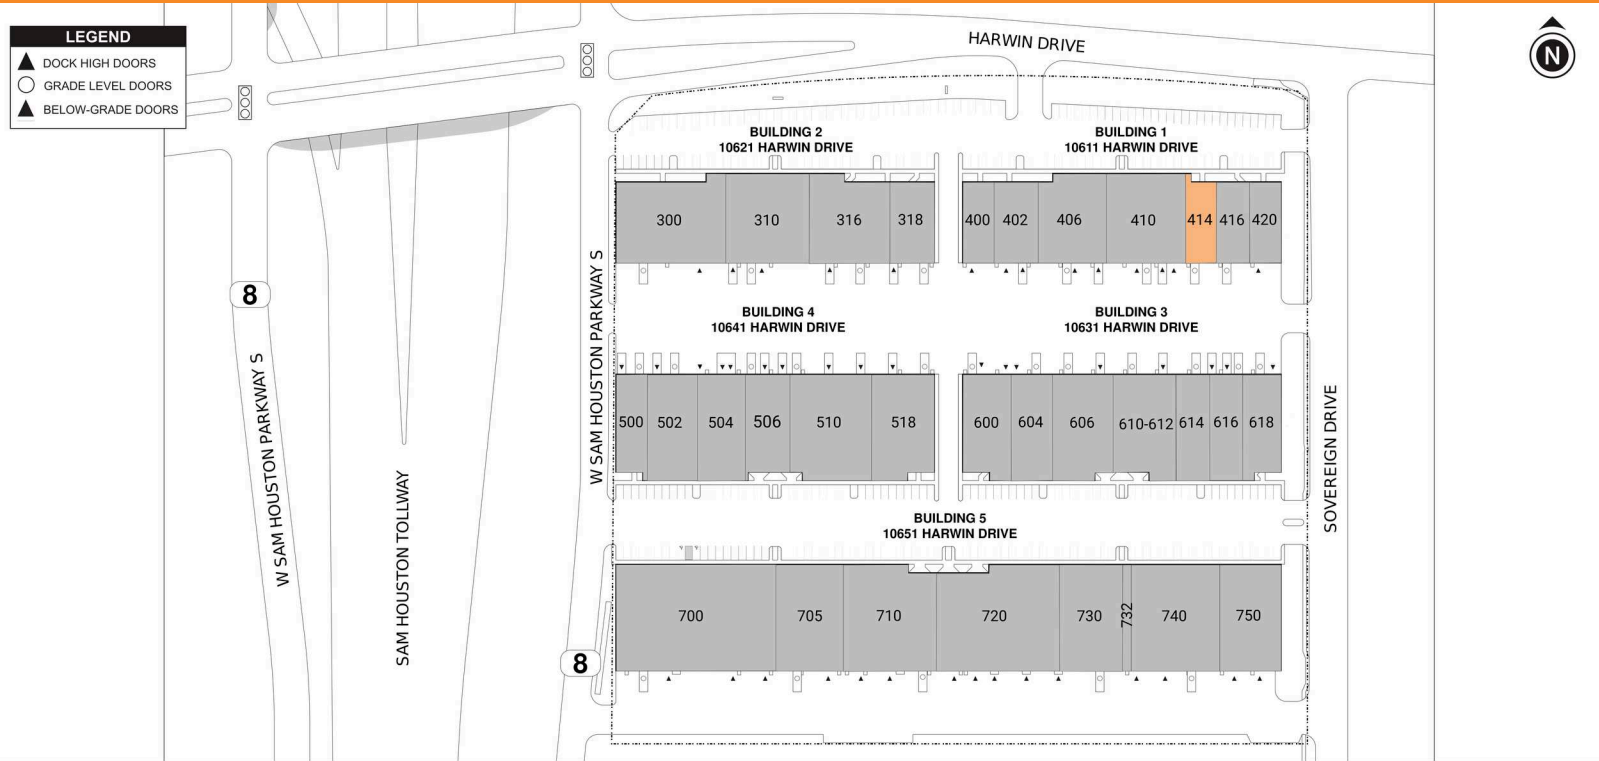 LEGEND
DOCK HIGH DOORS
GRADE LEVEL DOORS
BELOW-GRADE DOORS
HARWIN DRIVE
N
BUILDING 2
10621 HARWIN DRIVE
BUILDING 1
10611 HARWIN DRIVE
300 310 316 318
400 402 406 410 414 416 420
8
W SAM HOUSTON PARKWAY S
SAM HOUSTON TOLLWAY
W SAM HOUSTON PARKWAY S
8
BUILDING 4
10641 HARWIN DRIVE
BUILDING 3
10631 HARWIN DRIVE
500 502 504 506 510 518
600 604 606 610-612 614 616 618
SOVEREIGN DRIVE
BUILDING 5
10651 HARWIN DRIVE
700 705 710 720 730 732 740 750